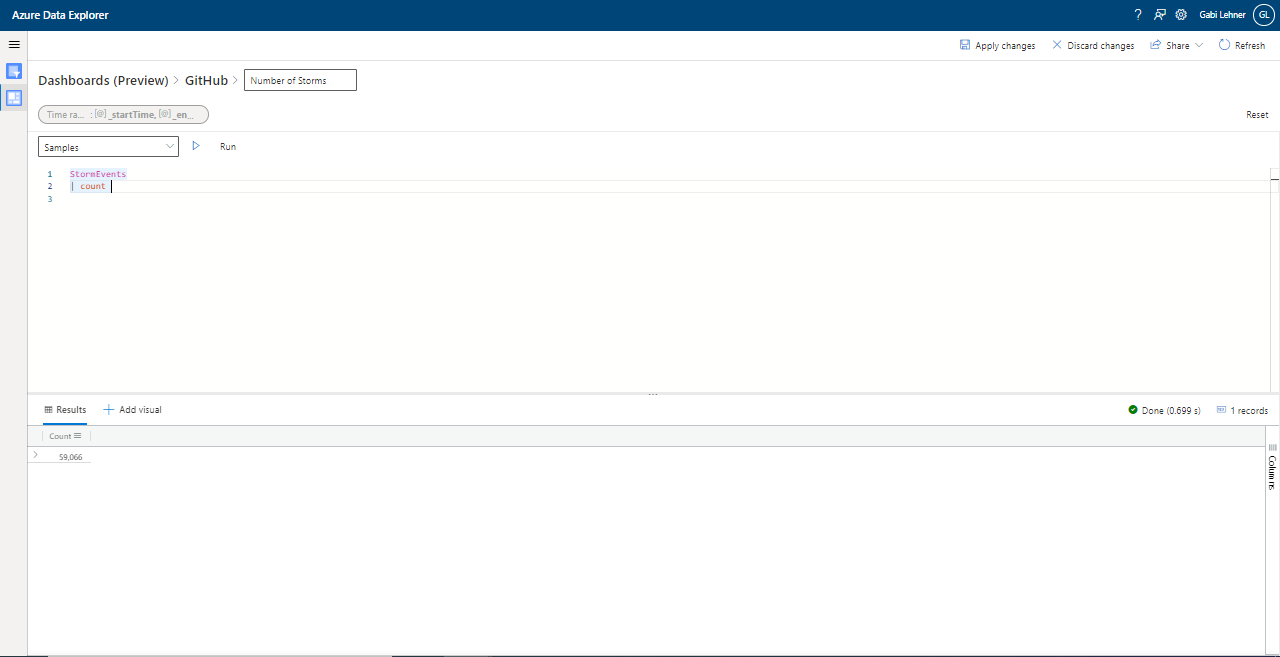 Azure Data Explorer
? Gabi Lehner GL
Apply changes Discard changes Share Refresh
Dashboards (Preview) > GitHub > Number of Storms
Time ra... : [@]_startTime, [@]_en...
Reset
Samples Run
1 StormEvents
2 | count
3
...
Results + Add visual Done (0.699 s) 1 records
Count
> 59,066
Columns